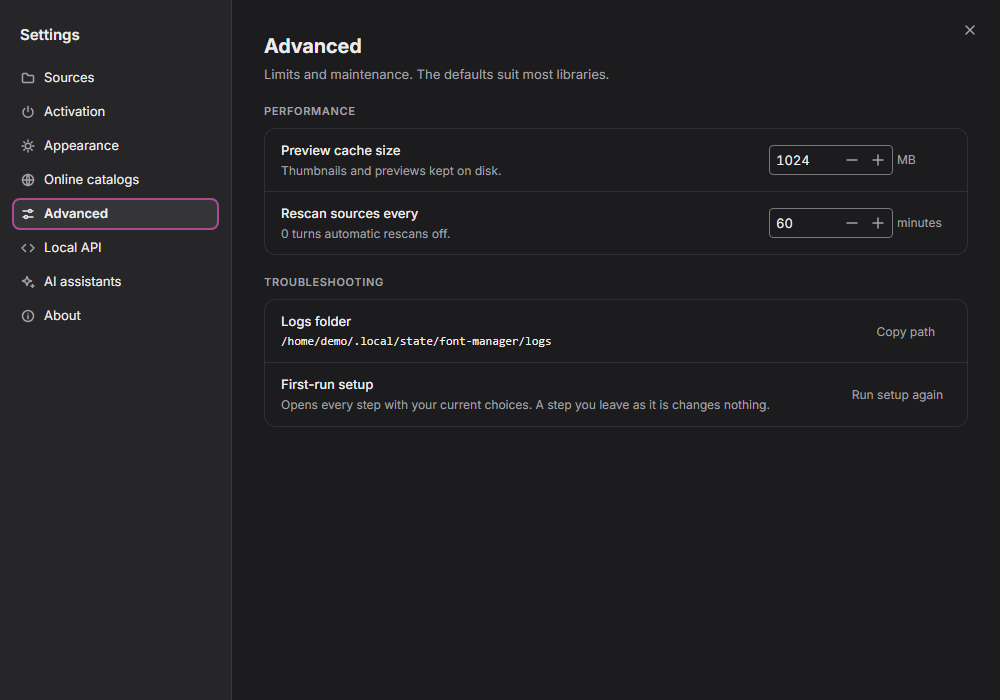 Settings
Sources
Activation
Appearance
Online catalogs
Advanced
Local API
AI assistants
About
Advanced
Limits and maintenance. The defaults suit most libraries.
PERFORMANCE
Preview cache size
Thumbnails and previews kept on disk.
1024 MB
Rescan sources every
0 turns automatic rescans off.
60 minutes
TROUBLESHOOTING
Logs folder
/home/demo/.local/state/font-manager/logs
Copy path
First-run setup
Opens every step with your current choices. A step you leave as it is changes nothing.
Run setup again